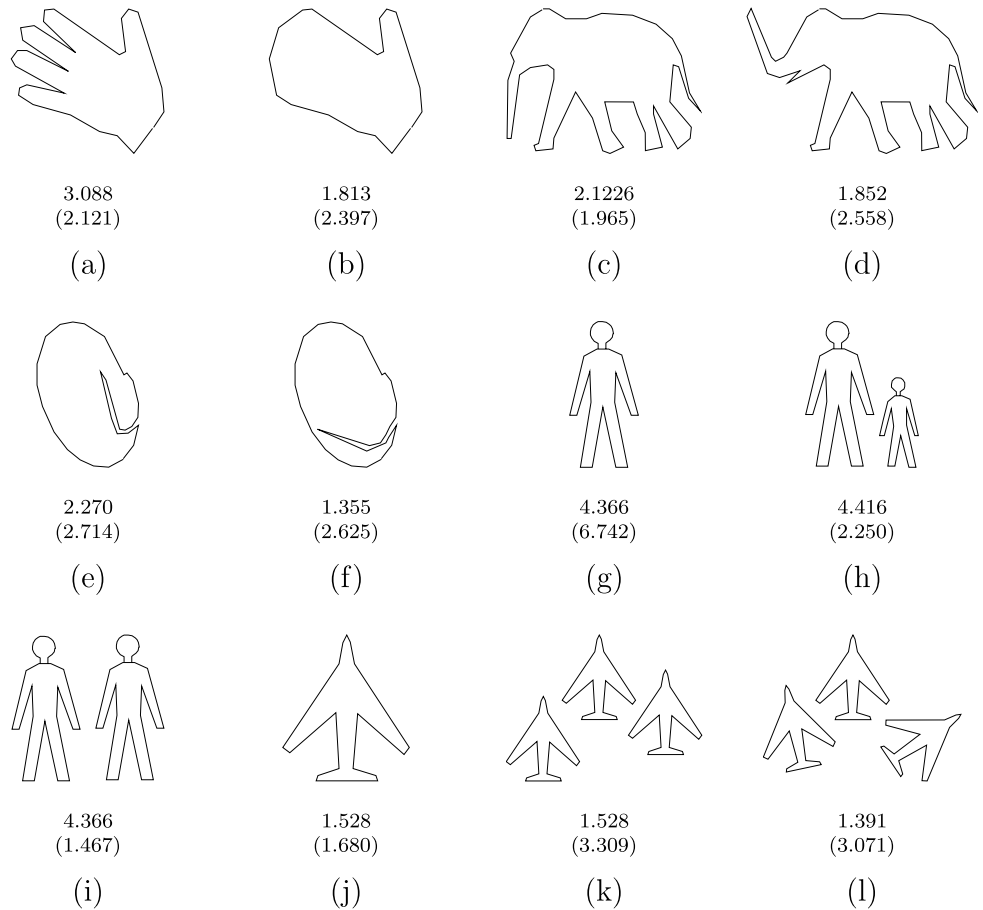 3.088 1.813 2.1226 1.852
(2.121) (2.397) (1.965) (2.558)
(a) (b) (c) (d)
2.270 1.355 4.366 4.416
(2.714) (2.625) (6.742) (2.250)
(e) (f) (g) (h)
4.366 1.528 1.528 1.391
(1.467) (1.680) (3.309) (3.071)
(i) (j) (k) (l)